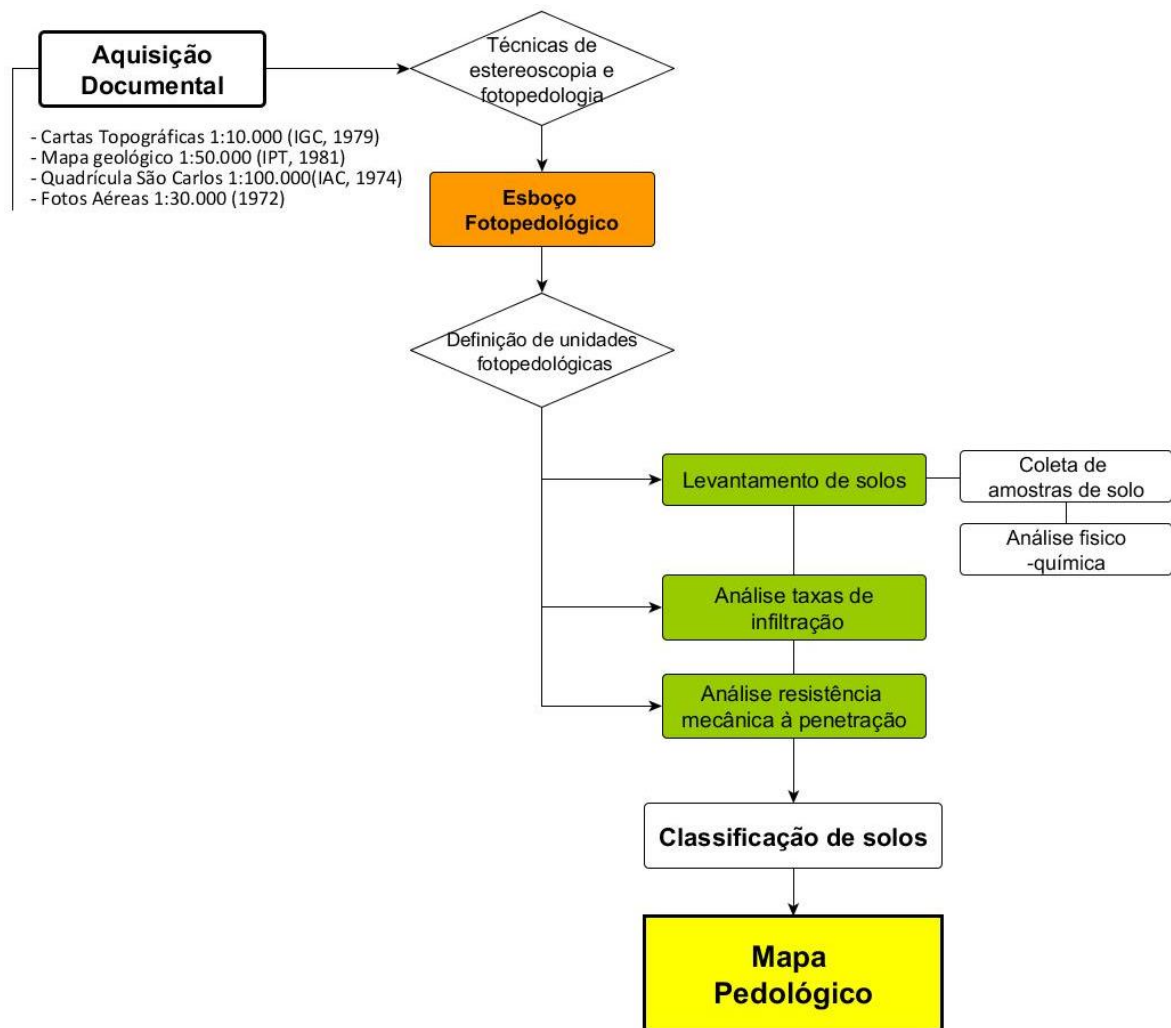 Aquisição
Documental
Técnicas de
estereoscopia e
fotopedologia
- Cartas Topográficas 1:10.000 (IGC, 1979)
- Mapa geológico 1:50.000 (IPT, 1981)
- Quadrícula São Carlos 1:100.000(IAC, 1974)
- Fotos Aéreas 1:30.000 (1972)
Esboço
Fotopedológico
Definição de unidades
fotopedológicas
Levantamento de solos
Coleta de
amostras de solo
Análise fisico
-química
Análise taxas de
infiltração
Análise resistência
mecânica à penetração
Classificação de solos
Mapa
Pedológico